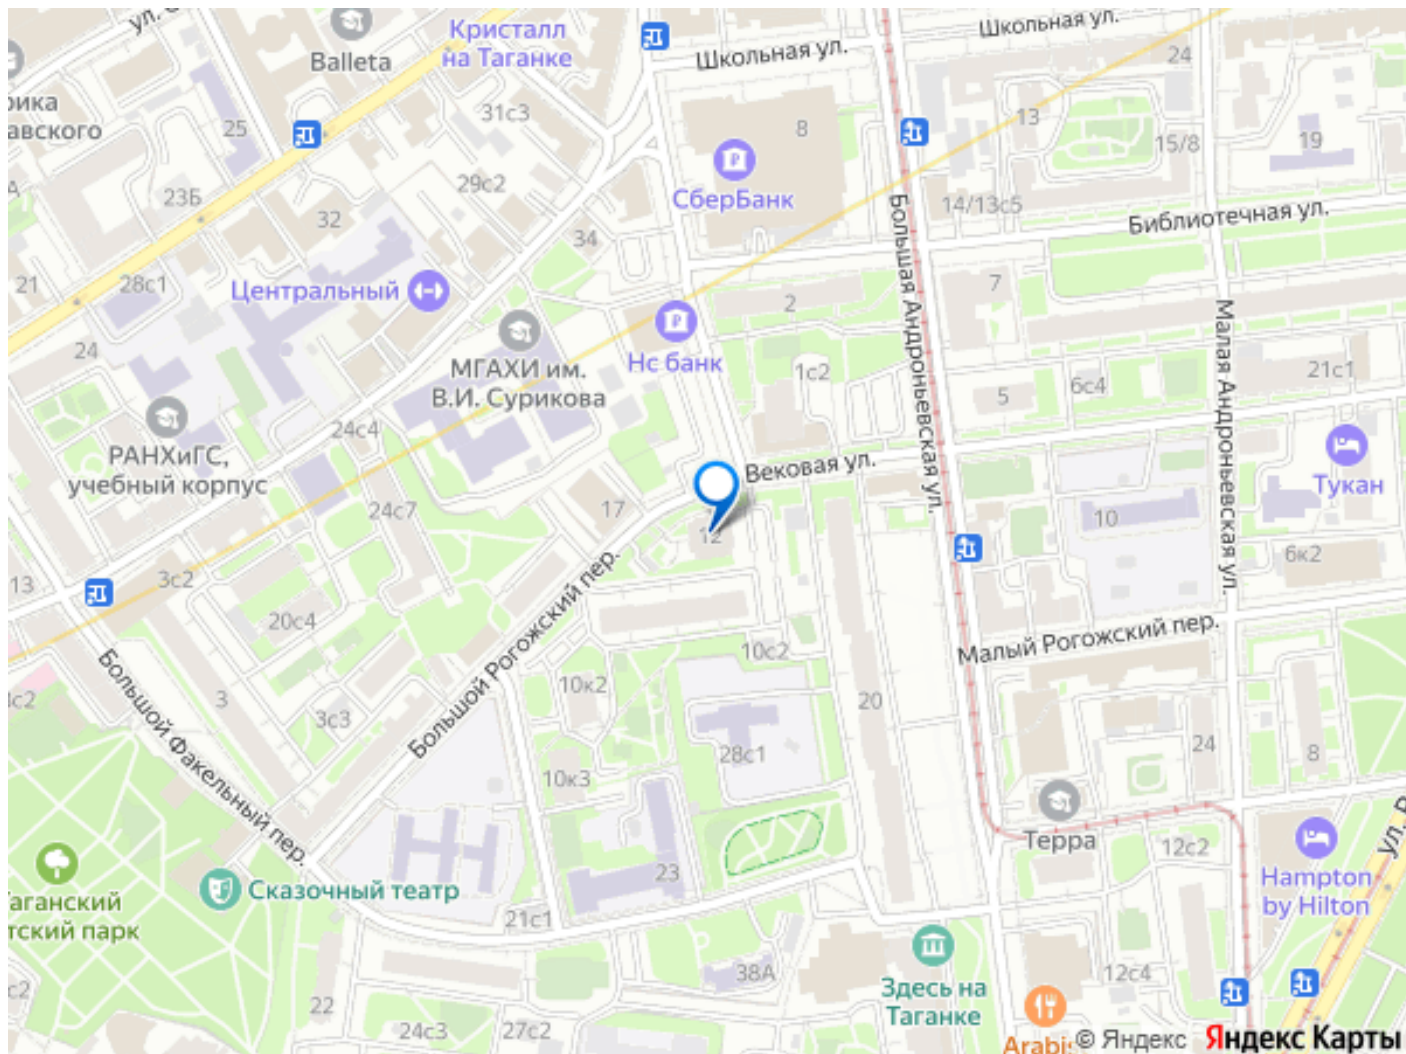 Balleta
Кристалл
на Таганке
Школьная ул.
Школьная ул.
24
25
31с3
8
13
15/8
19
авского
СберБанк
29с2
23Б
32
14/13с5
Библиотечная ул.
34
21
28с1
Центральный
2
7
Большая Андроньевская ул.
Малая Андроньевская ул.
24
МГАХИ им.
В.И. Сурикова
Нс банк
1с2
5
6с4
21с1
24с4
РАНХиГС,
учебный корпус
Вековая ул.
Тукан
24с7
17
12
10
6к2
13
3с2
20с4
Большой Рогожский пер.
Малый Рогожский пер.
10с2
Большой Факельный пер.
3
3с3
10к2
20
28с1
24
8
10к3
Терра
12с2
Сказочный театр
23
Hampton
by Hilton
21с1
38А
Здесь на
Таганке
12с4
22
24с3
27с2
© Яндекс
Яндекс Карты